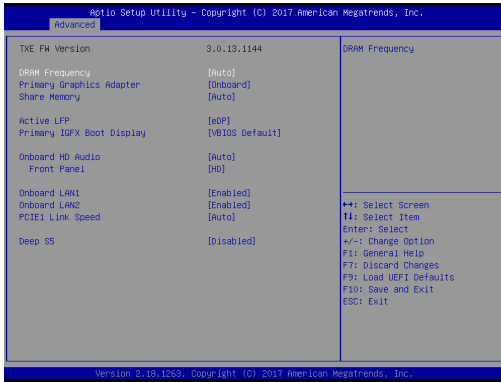 Aptio Setup Utility – Copyright (C) 2017 American Megatrends, Inc.
Advanced
TXE FW Version 3.0.13.1144
DRAM Frequency [Auto]
Primary Graphics Adapter [Onboard]
Share Memory [Auto]
Active LFP [eDP]
Primary IGFX Boot Display [VBIOS Default]
Onboard HD Audio [Auto]
Front Panel [HD]
Onboard LAN1 [Enabled]
Onboard LAN2 [Enabled]
PCIE1 Link Speed [Auto]
Deep S5 [Disabled]
DRAM Frequency
↔: Select Screen
↑↓: Select Item
Enter: Select
+/-: Change Option
F1: General Help
F7: Discard Changes
F9: Load UEFI Defaults
F10: Save and Exit
ESC: Exit
Version 2.18.1263. Copyright (C) 2017 American Megatrends, Inc.